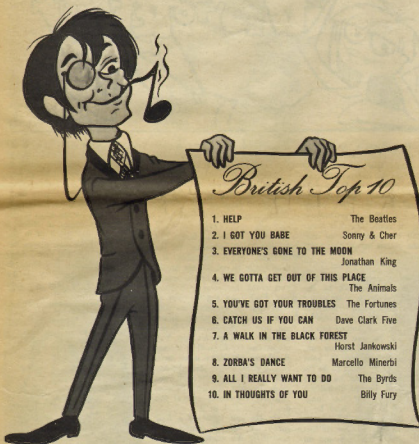 British Top 10
1. HELP The Beatles
2. I GOT YOU BABE Sonny & Cher
3. EVERYONE'S GONE TO THE MOON
Jonathan King
4. WE GOTTA GET OUT OF THIS PLACE
The Animals
5. YOU'VE GOT YOUR TROUBLES The Fortunes
6. CATCH US IF YOU CAN Dave Clark Five
7. A WALK IN THE BLACK FOREST
Horst Jankowski
8. ZORBA'S DANCE Marcello Minerbi
9. ALL I REALLY WANT TO DO The Byrds
10. IN THOUGHTS OF YOU Billy Fury